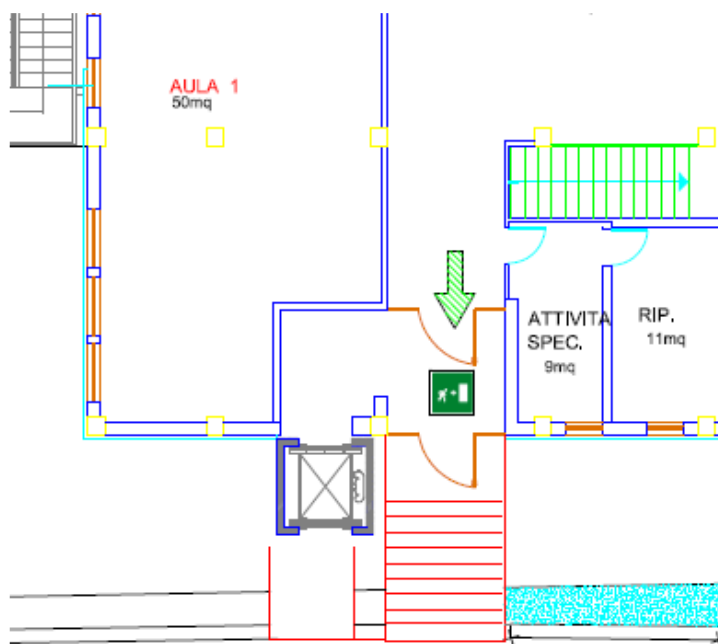 AULA 1
50mq
ATTIVITA
SPEC.
9mq
RIP.
11mq